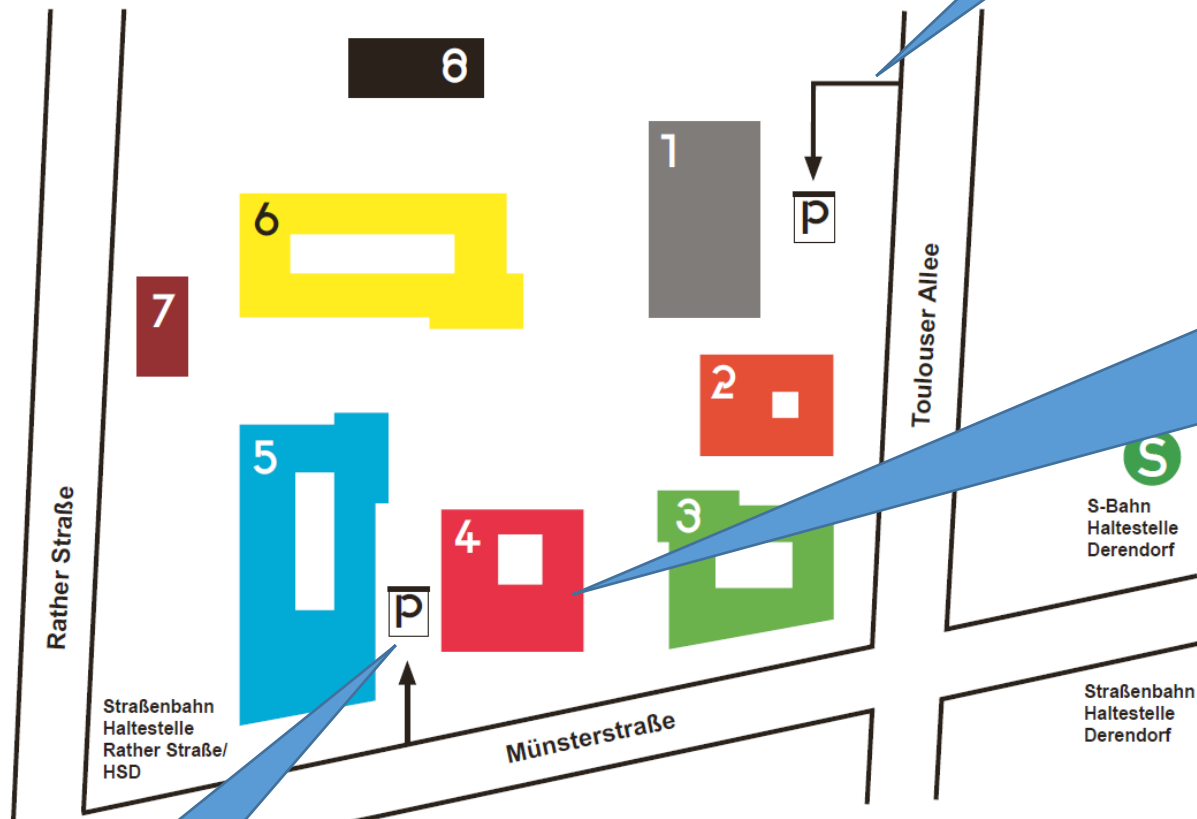 8
1
6
P
7
Toulouser Allee
2
5
S
3
4
S-Bahn
Haltestelle
Derendorf
Rather Straße
P
Straßenbahn
Haltestelle
Rather Straße/
HSD
Münsterstraße
Straßenbahn
Haltestelle
Derendorf